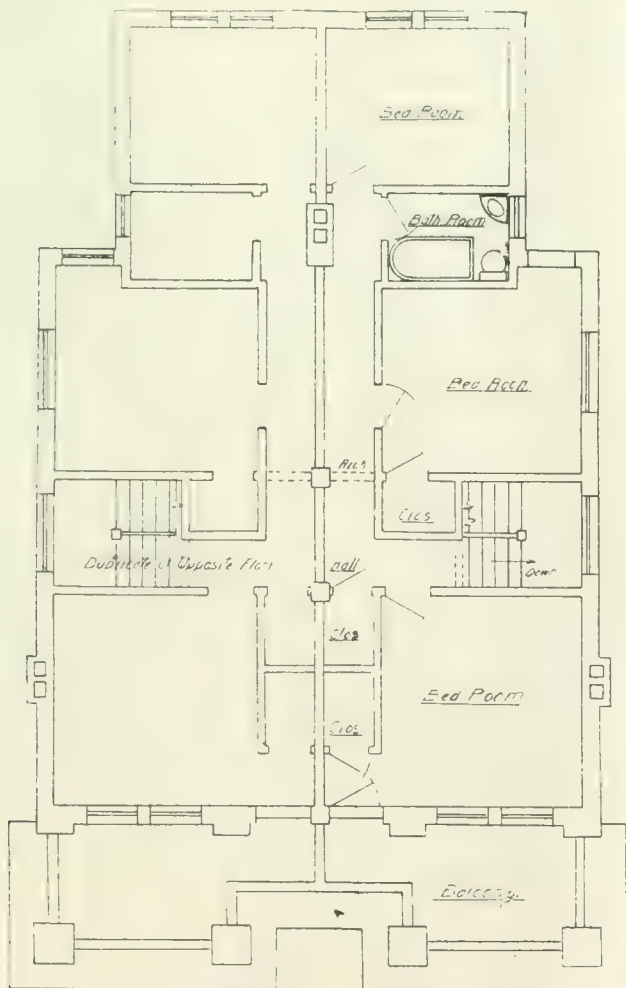 Bed Room
Bath Room
Bed Room
Arch
Clos
Duplicate of Opposite Flat
Hall
Down
Clos
Bed Room
Clos
Balcony.